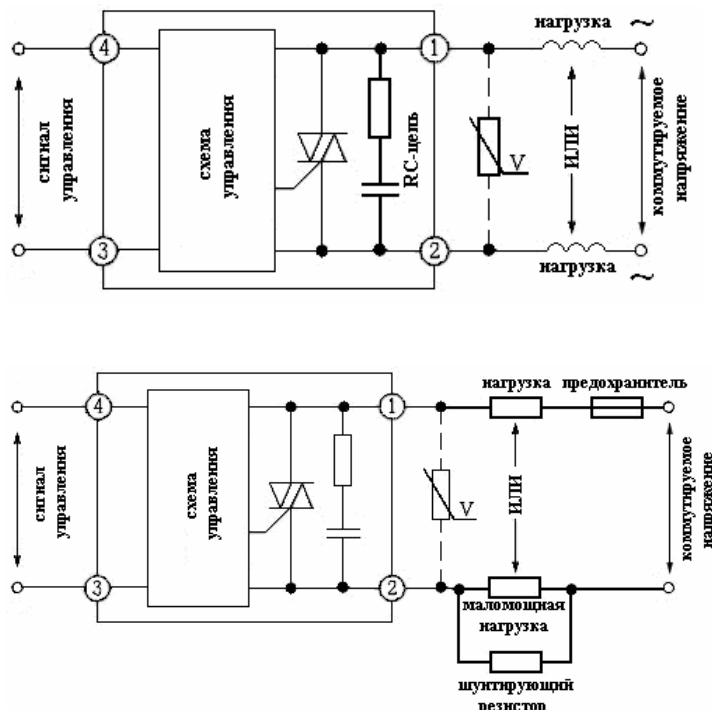 нагрузка
~
4
1
сигнал
управления
схема
управления
RC-цепь
V
ИЛИ
коммутируемое
напряжение
3
2
нагрузка
~
нагрузка
предохранитель
4
1
сигнал
управления
схема
управления
V
ИЛИ
коммутируемое
напряжение
3
2
маломощная
нагрузка
шунтирующий
резистор